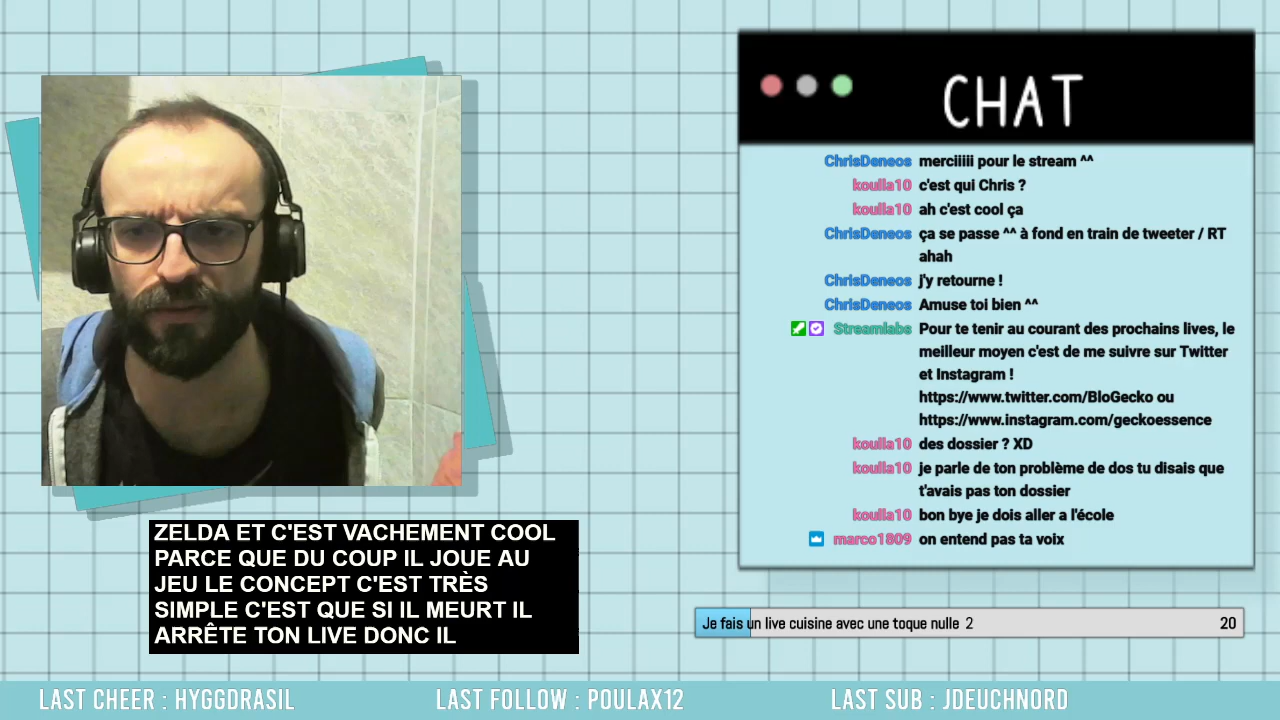 CHAT
ChrisDeneos merciiiii pour le stream ^^
koulla10 c'est qui Chris ?
koulla10 ah c'est cool ça
ChrisDeneos ça se passe ^^ à fond en train de tweeter / RT
ahah
ChrisDeneos j'y retourne !
ChrisDeneos Amuse toi bien ^^
Streamlabs Pour te tenir au courant des prochains lives, le
meilleur moyen c'est de me suivre sur Twitter
et Instagram !
https://www.twitter.com/BloGecko ou
https://www.instagram.com/geckoessence
koulla10 des dossier ? XD
koulla10 je parle de ton problème de dos tu disais que
t'avais pas ton dossier
koulla10 bon bye je dois aller a l'école
marco1809 on entend pas ta voix
ZELDA ET C'EST VACHEMENT COOL
PARCE QUE DU COUP IL JOUE AU
JEU LE CONCEPT C'EST TRÈS
SIMPLE C'EST QUE SI IL MEURT IL
ARRÊTE TON LIVE DONC IL
Je fais un live cuisine avec une toque nulle 2 20
LAST CHEER : HYGGDRASIL LAST FOLLOW : POULAX12 LAST SUB : JDEUCHNORD